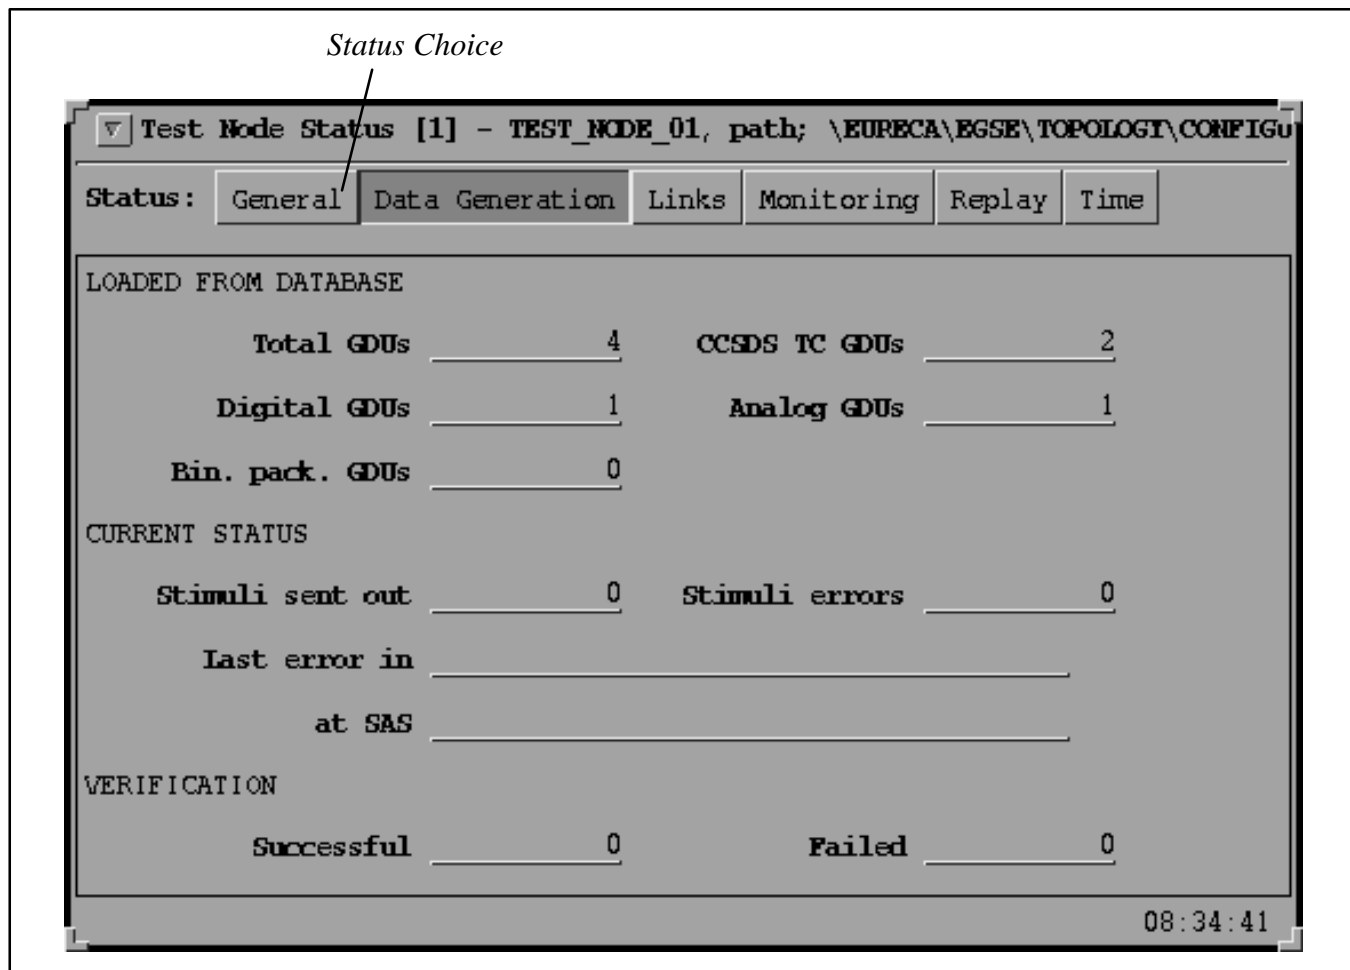 Status Choice
Test Node Status [1] - TEST_NODE_01, path; \EURECA\EGSE\TOPOLOGY\CONFIGU
Status: General Data Generation Links Monitoring Replay Time
LOADED FROM DATABASE
Total GDUs 4 CCSDS TC GDUs 2
Digital GDUs 1 Analog GDUs 1
Bin. pack. GDUs 0
CURRENT STATUS
Stimuli sent out 0 Stimuli errors 0
Last error in
at SAS
VERIFICATION
Successful 0 Failed 0
08:34:41